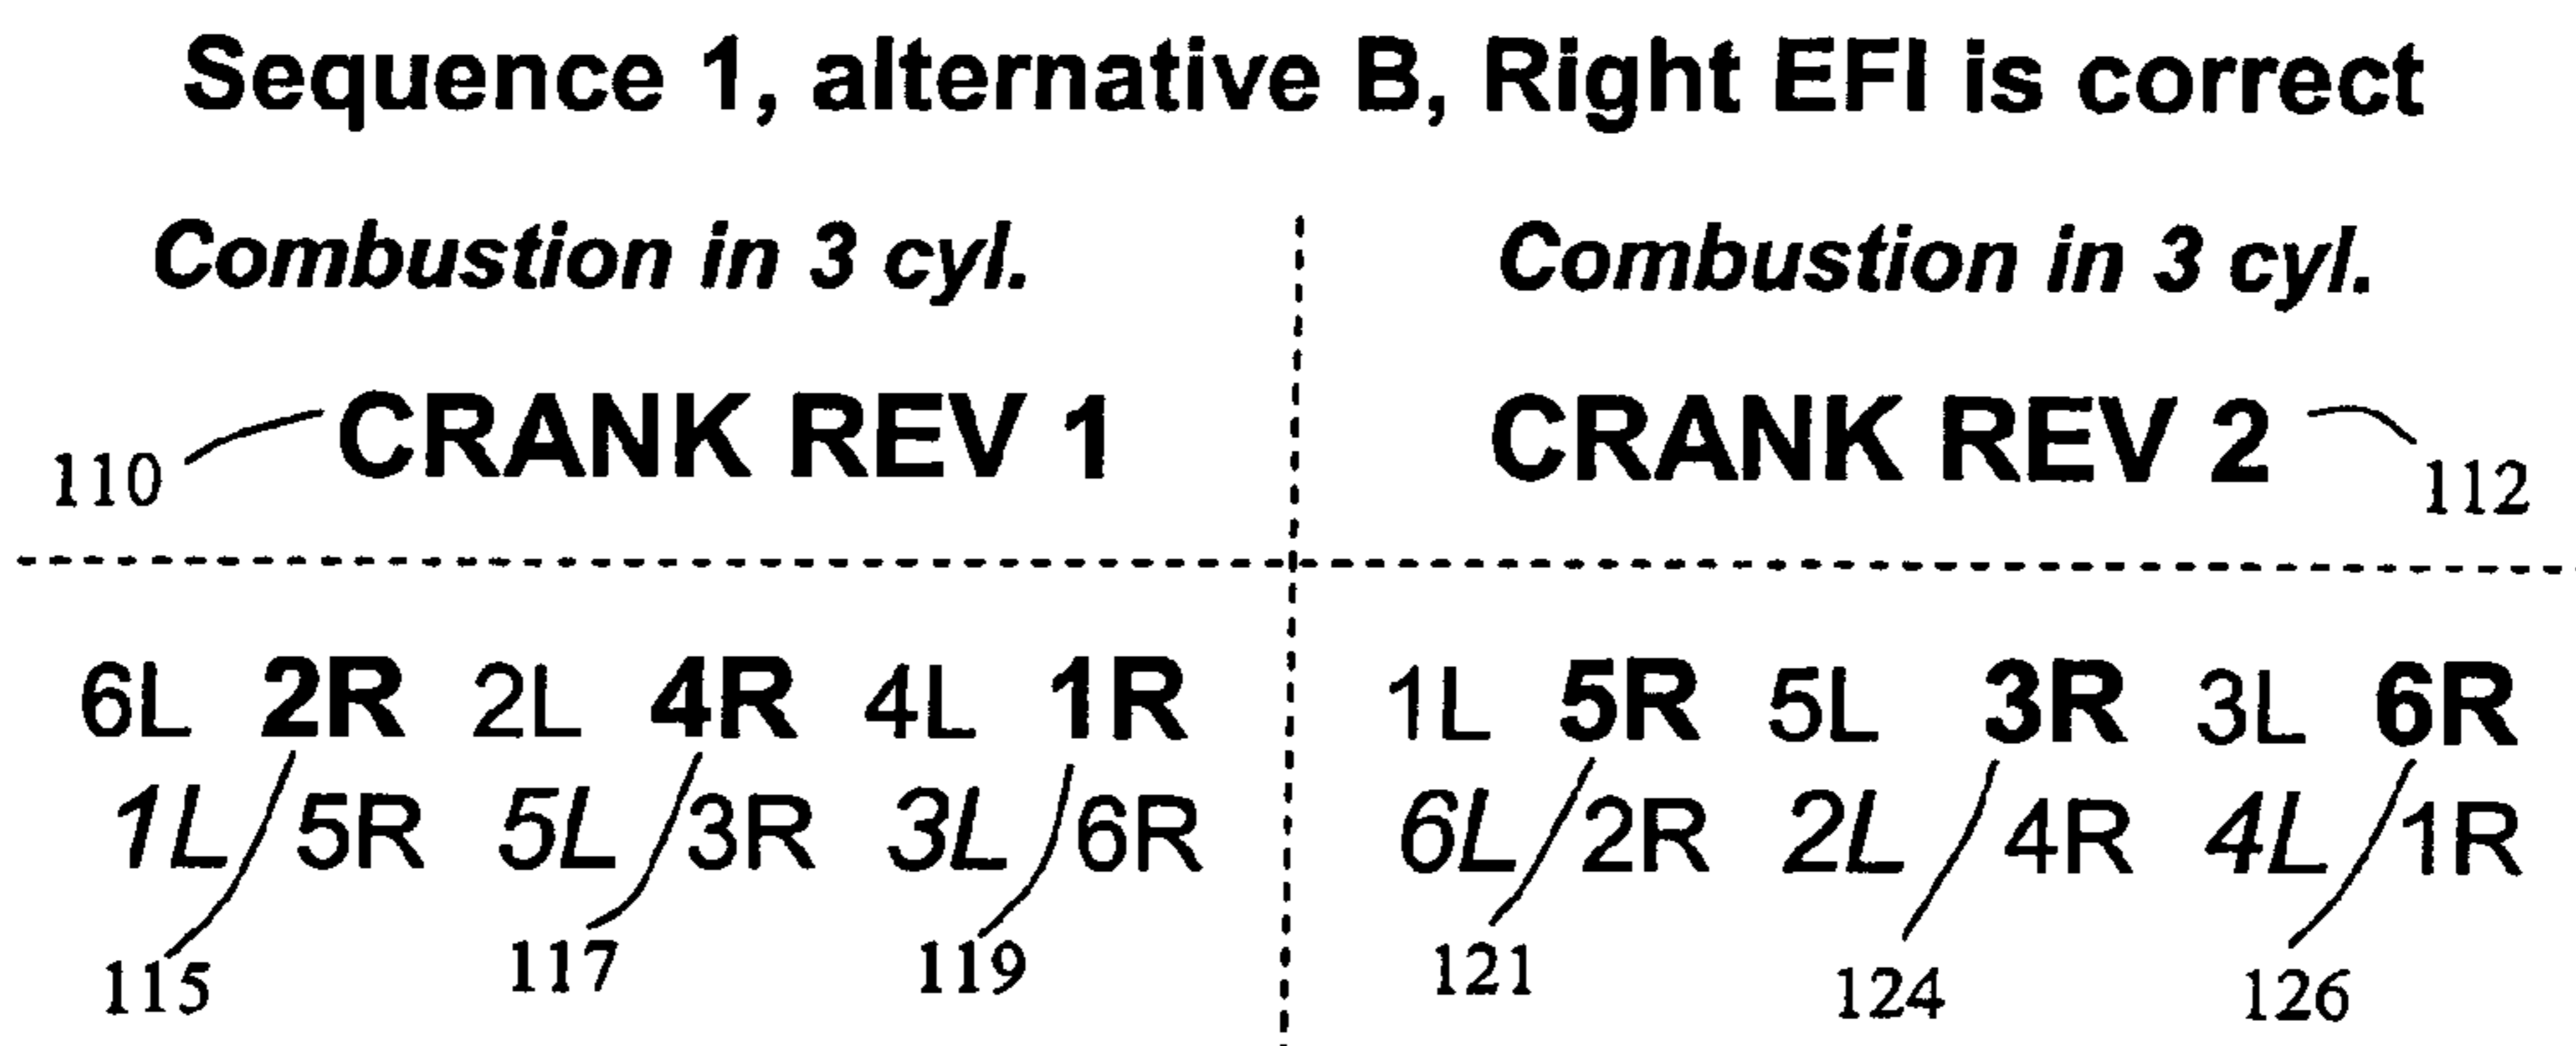 Sequence 1, alternative B, Right EFI is correct
Combustion in 3 cyl. Combustion in 3 cyl.
CRANK REV 1 CRANK REV 2
110 112
6L 2R 2L 4R 4L 1R 1L 5R 5L 3R 3L 6R
1L 5R 5L 3R 3L 6R 6L 2R 2L 4R 4L 1R
115 117 119 121 124 126